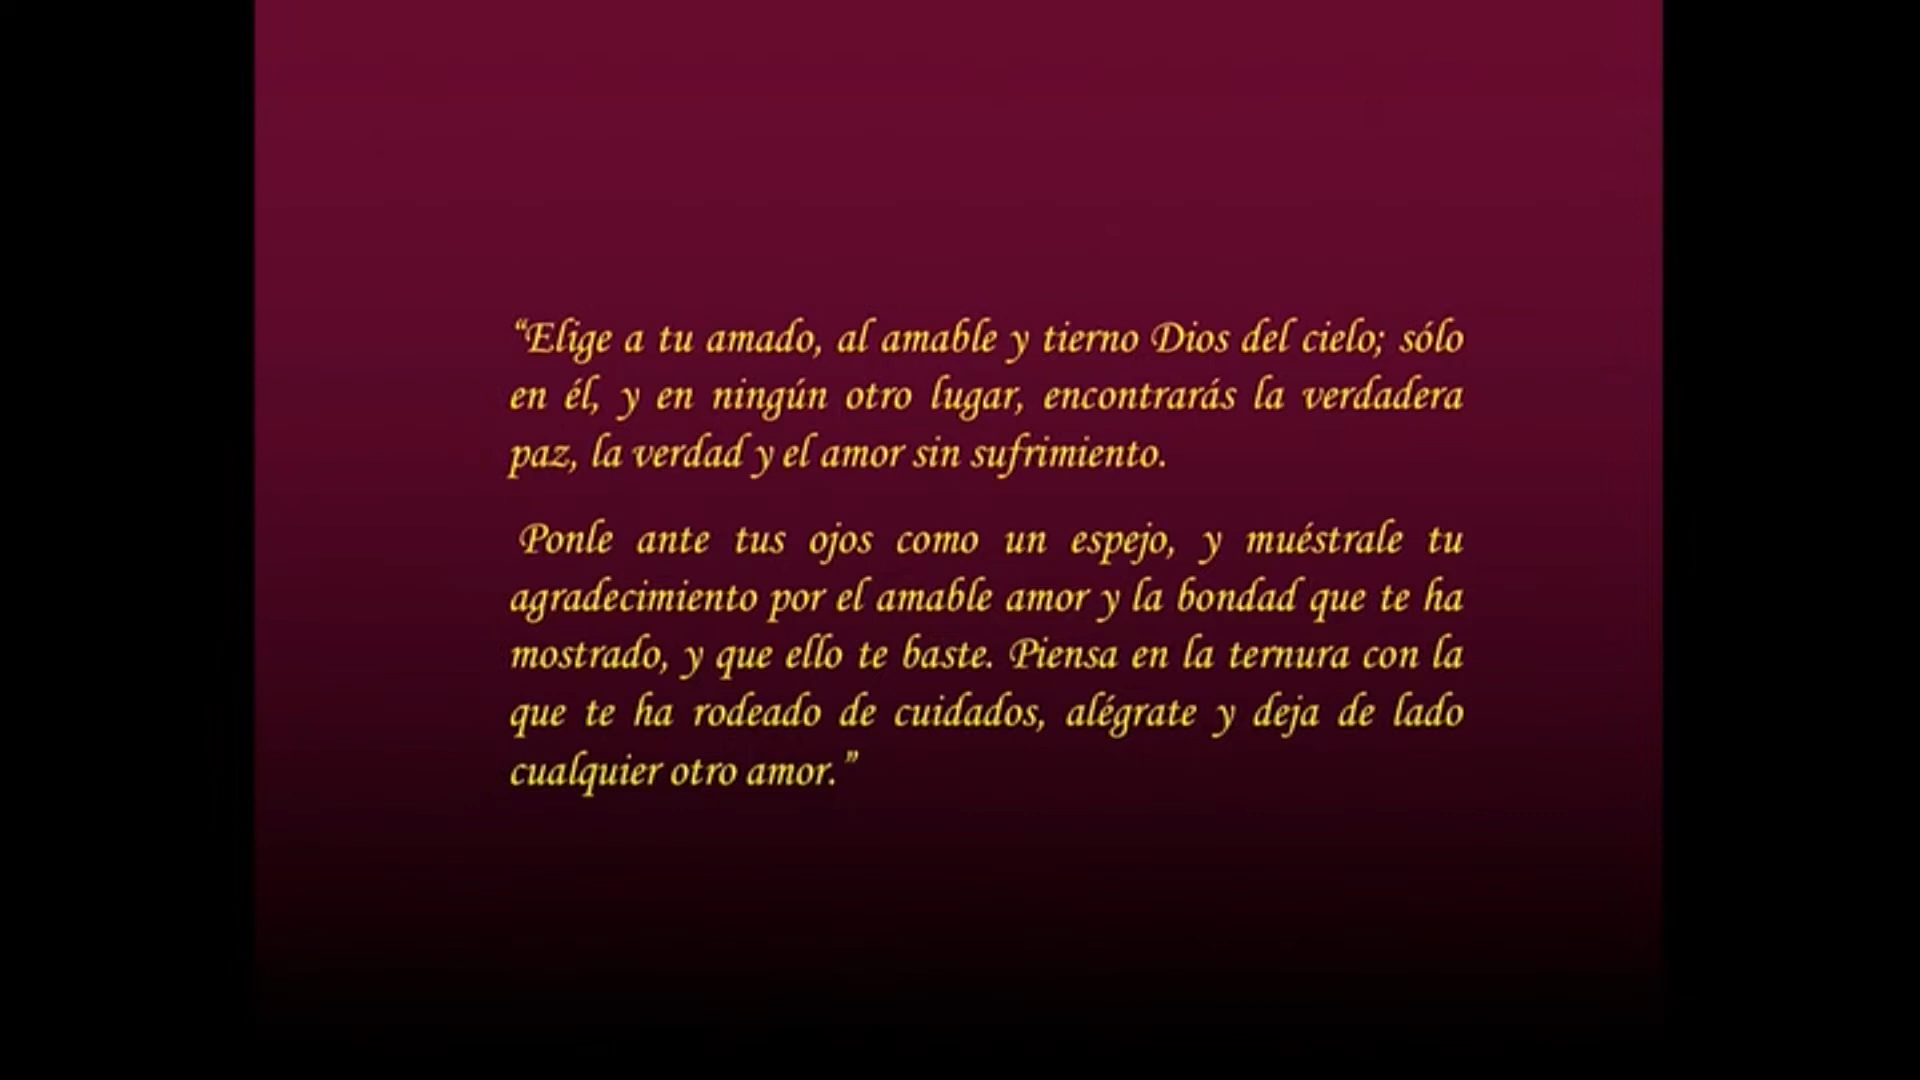 “Elige a tu amado, al amable y tierno Dios del cielo; sólo
en él, y en ningún otro lugar, encontrarás la verdadera
paz, la verdad y el amor sin sufrimiento.
Ponle ante tus ojos como un espejo, y muéstrale tu
agradecimiento por el amable amor y la bondad que te ha
mostrado, y que ello te baste. Piensa en la ternura con la
que te ha rodeado de cuidados, alégrate y deja de lado
cualquier otro amor.”